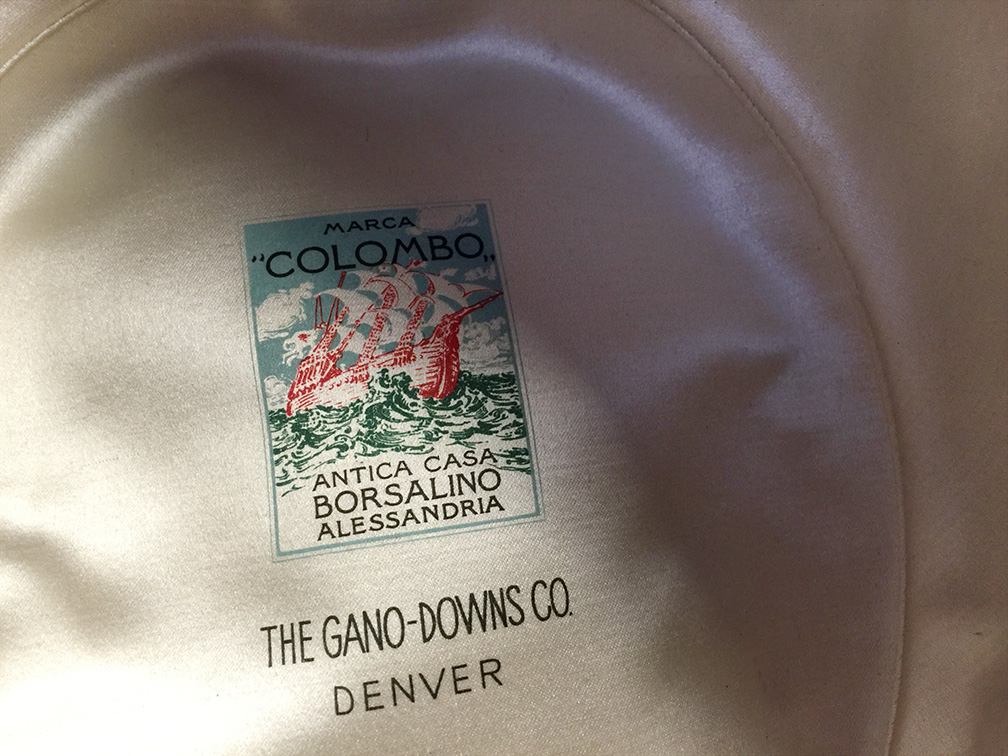 MARCA
"COLOMBO„
ANTICA CASA
BORSALINO
ALESSANDRIA
THE GANO-DOWNS CO.
DENVER